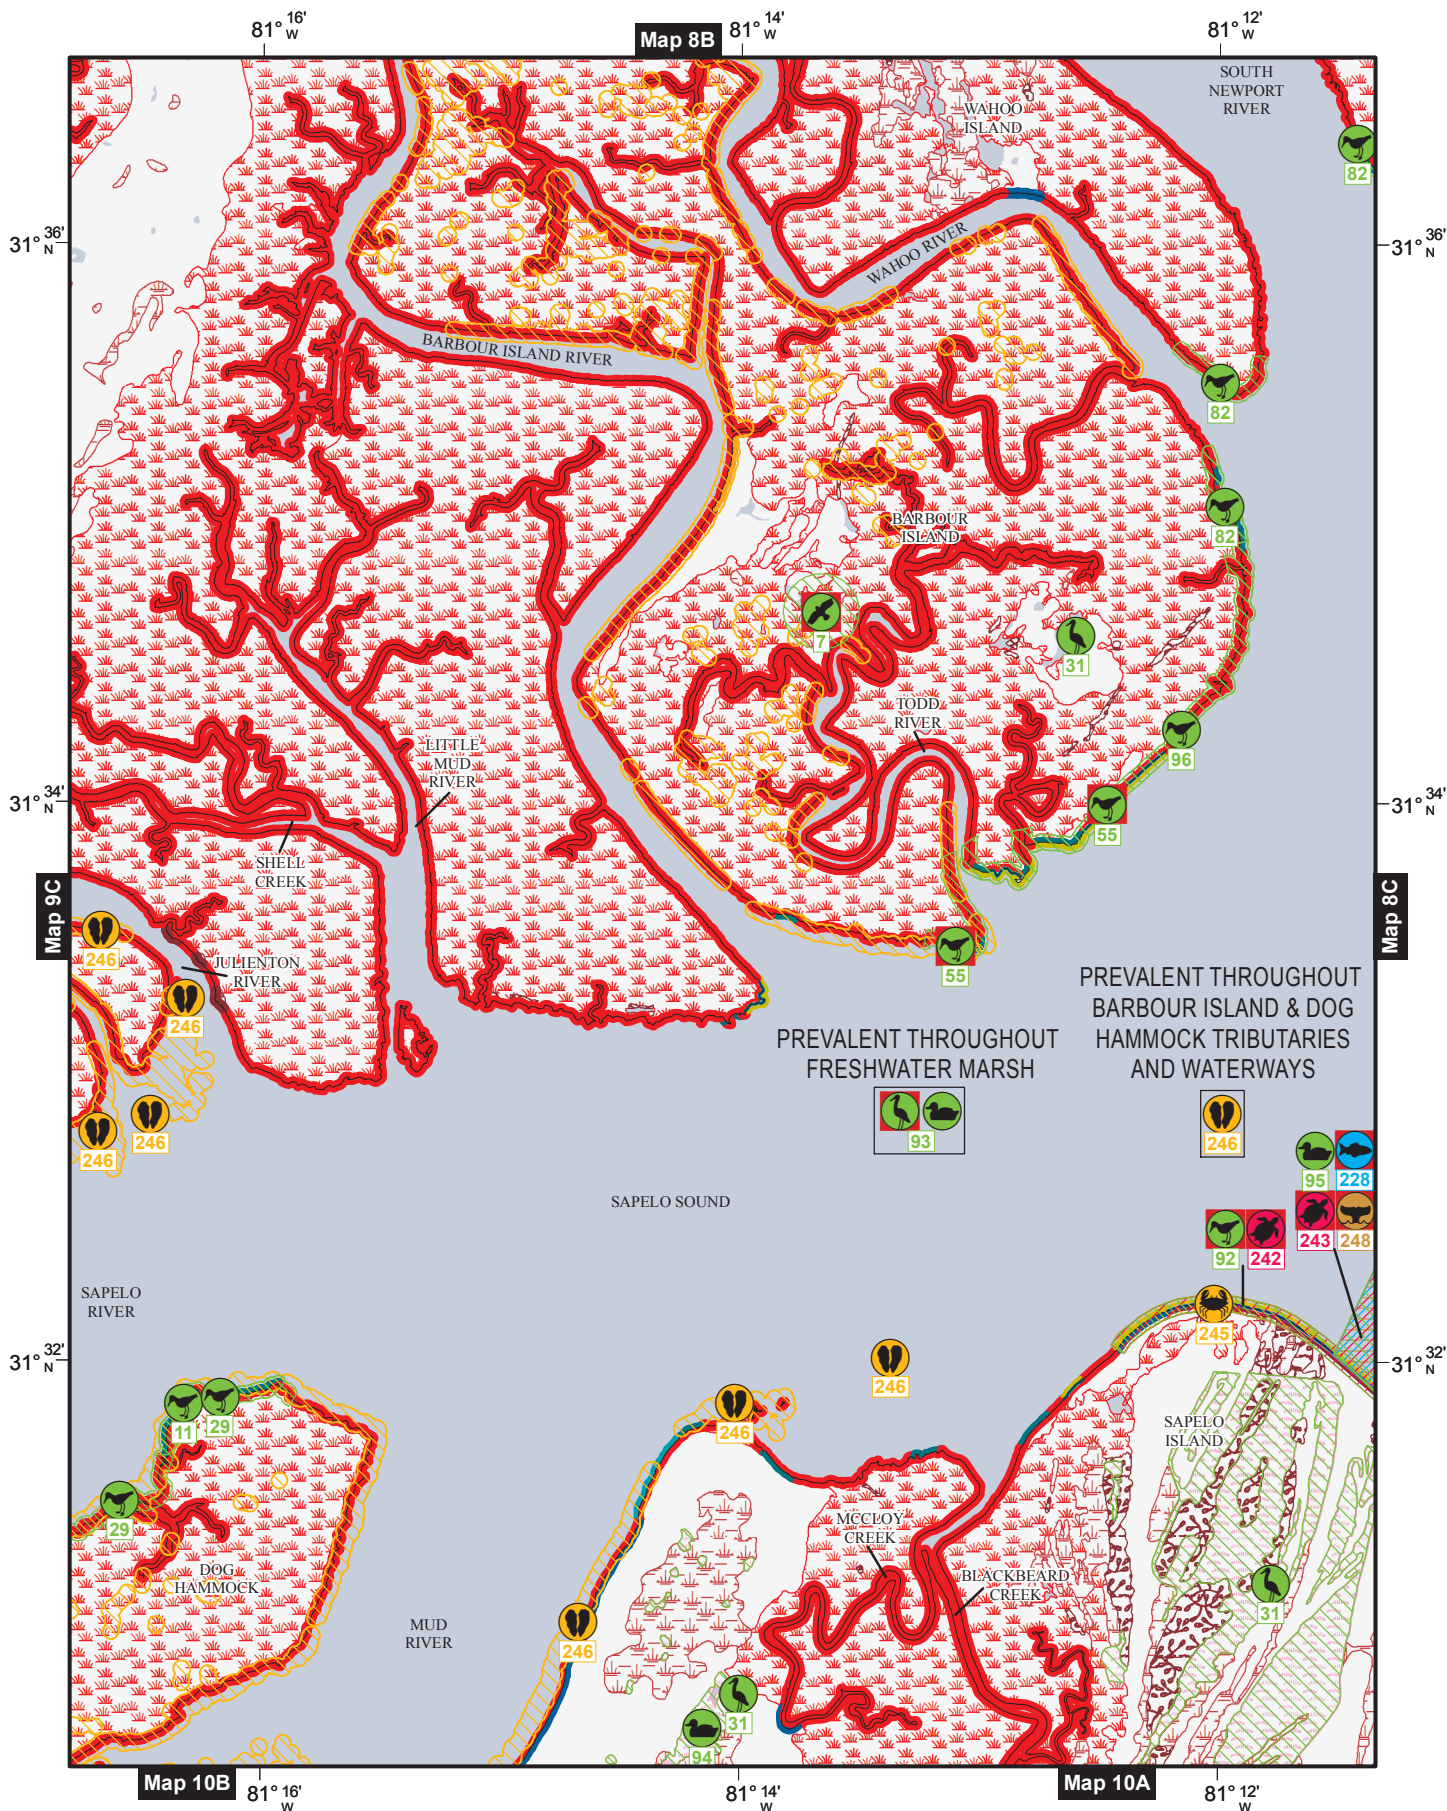 81° 16' W
Map 8B
81° 14' W
81° 12' W
SOUTH
NEWPORT
RIVER
WAHOO
ISLAND
82
31° 36' N
31° 36' N
WAHOO RIVER
BARBOUR ISLAND RIVER
82
BARBOUR
ISLAND
82
7
31
TODD
RIVER
96
LITTLE
MUD
RIVER
31° 34' N
31° 34' N
55
SHELL
CREEK
Map 9C
Map 8C
246
JULIENTON
RIVER
55
246
PREVALENT THROUGHOUT
BARBOUR ISLAND & DOG
HAMMOCK TRIBUTARIES
AND WATERWAYS
PREVALENT THROUGHOUT
FRESHWATER MARSH
93
246
246
246
95
228
SAPELO SOUND
243
248
92
242
SAPELO
RIVER
245
31° 32' N
31° 32' N
246
11
29
246
SAPELO
ISLAND
29
MCCLOY
CREEK
DOG
HAMMOCK
BLACKBEARD
CREEK
31
MUD
RIVER
246
31
94
Map 10B
Map 10A
81° 16' W
81° 14' W
81° 12' W